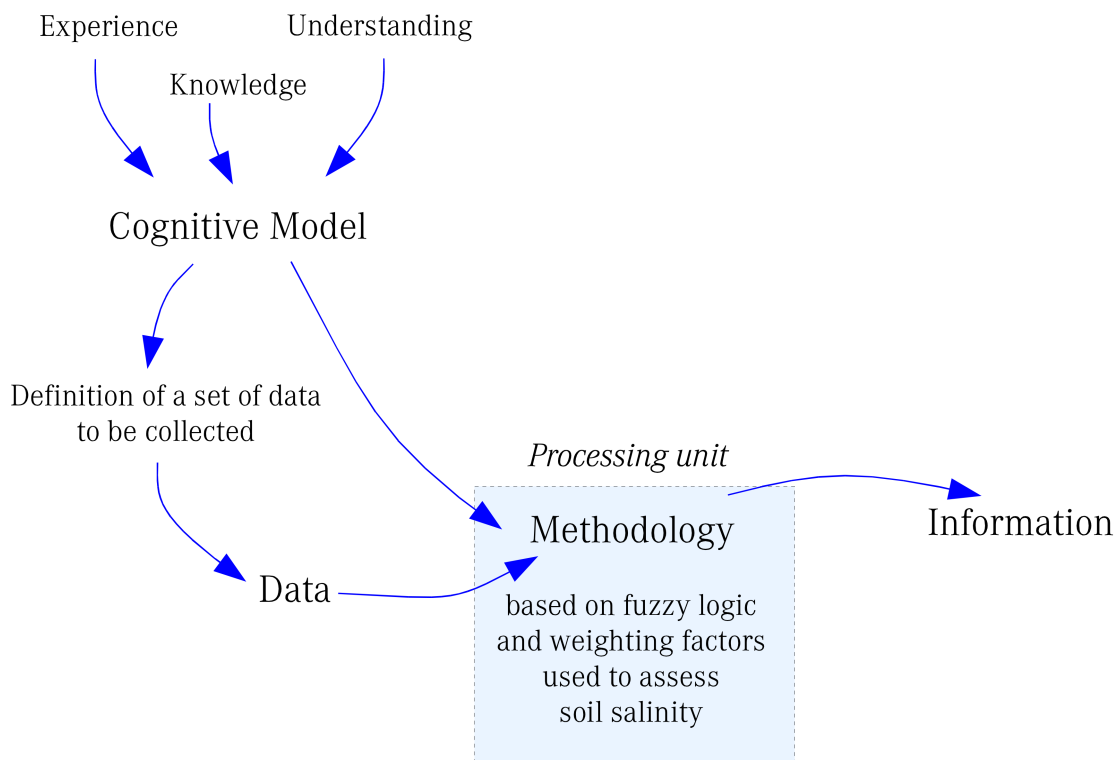 Experience
Understanding
Knowledge
Cognitive Model
Definition of a set of data
to be collected
Processing unit
Methodology
Information
Data
based on fuzzy logic
and weighting factors
used to assess
soil salinity